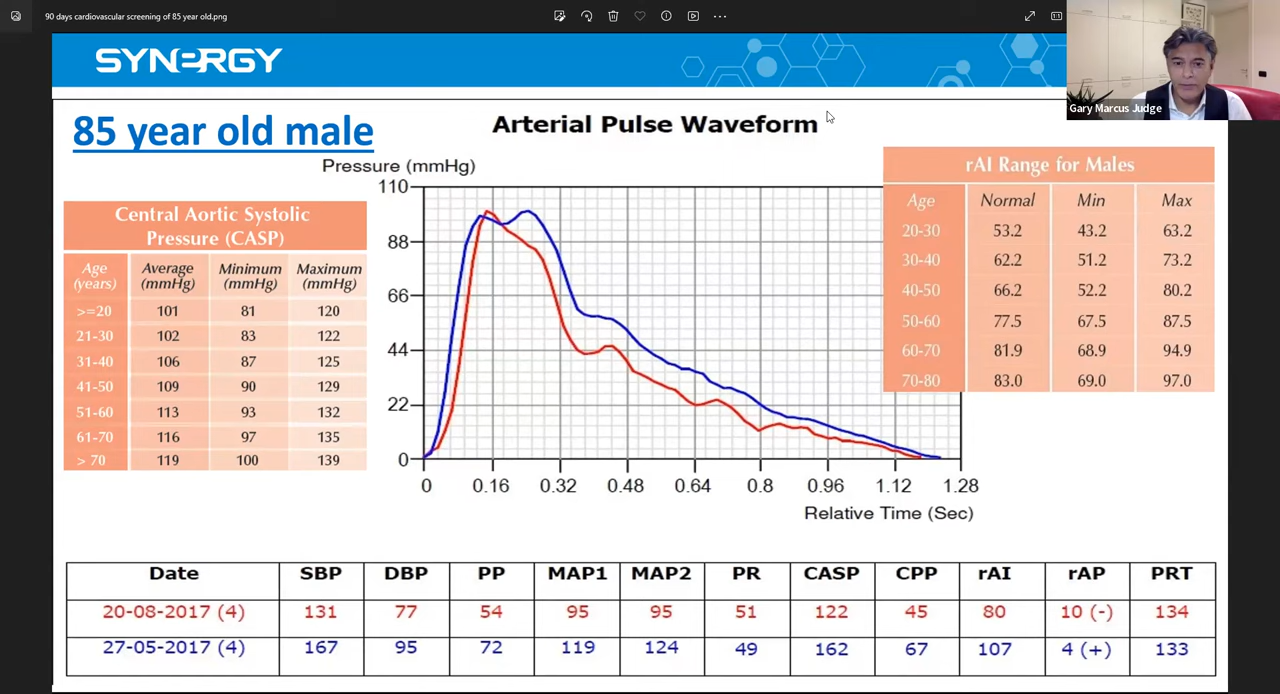 90 days cardiovascular screening of 85 year old.png
SYNERGY
Gary Marcus Judge
85 year old male
Arterial Pulse Waveform
Pressure (mmHg)
110
88
66
44
22
0
0 0.16 0.32 0.48 0.64 0.8 0.96 1.12 1.28
Relative Time (Sec)
Central Aortic Systolic
Pressure (CASP)
Age (years) Average (mmHg) Minimum (mmHg) Maximum (mmHg)
>=20 101 81 120
21-30 102 83 122
31-40 106 87 125
41-50 109 90 129
51-60 113 93 132
61-70 116 97 135
> 70 119 100 139
rAI Range for Males
Age Normal Min Max
20-30 53.2 43.2 63.2
30-40 62.2 51.2 73.2
40-50 66.2 52.2 80.2
50-60 77.5 67.5 87.5
60-70 81.9 68.9 94.9
70-80 83.0 69.0 97.0
Date SBP DBP PP MAP1 MAP2 PR CASP CPP rAI rAP PRT
20-08-2017 (4) 131 77 54 95 95 51 122 45 80 10 (-) 134
27-05-2017 (4) 167 95 72 119 124 49 162 67 107 4 (+) 133